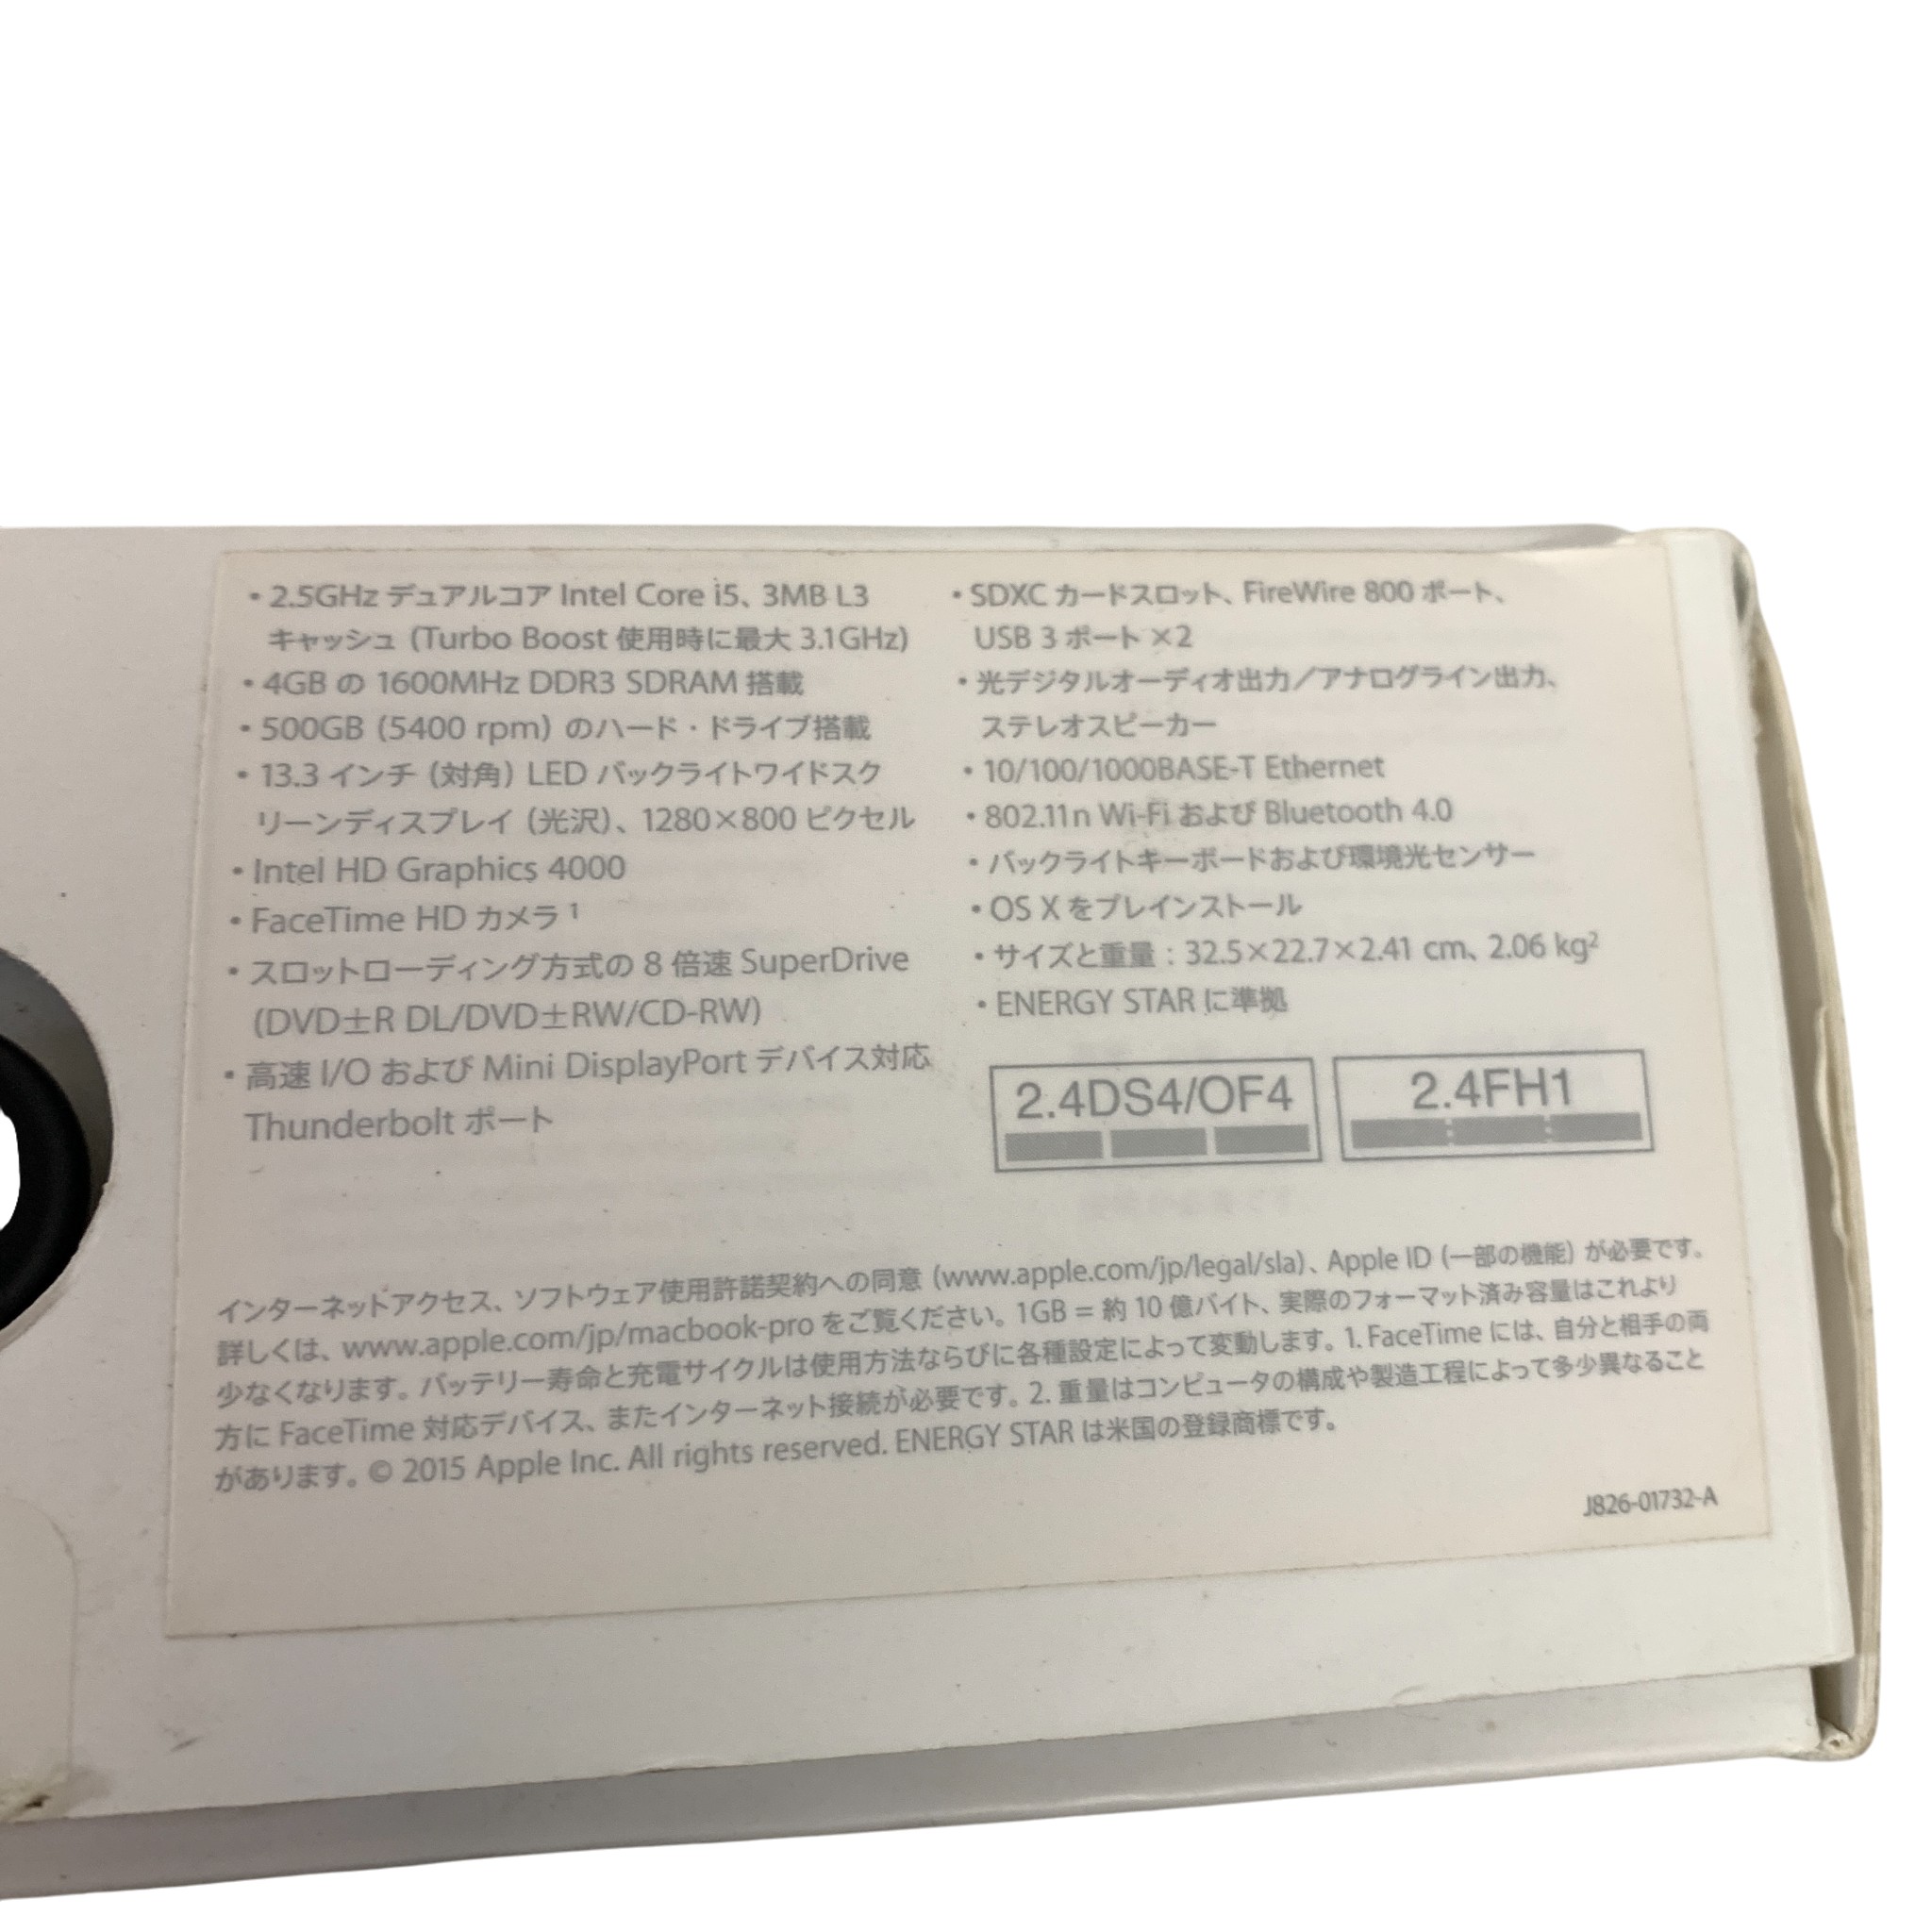 • 2.5GHz デュアルコア Intel Core i5、3MB L3
キャッシュ (Turbo Boost 使用時に最大 3.1GHz)
• 4GB の 1600MHz DDR3 SDRAM 搭載
• 500GB (5400 rpm) のハード・ドライブ搭載
• 13.3 インチ (対角) LED バックライトワイドスク
リーンディスプレイ (光沢)、1280×800 ピクセル
• Intel HD Graphics 4000
• FaceTime HD カメラ ¹
• スロットローディング方式の 8 倍速 SuperDrive
(DVD±R DL/DVD±RW/CD-RW)
• 高速 I/O および Mini DisplayPort デバイス対応
Thunderbolt ポート
• SDXC カードスロット、FireWire 800 ポート、
USB 3 ポート ×2
• 光デジタルオーディオ出力／アナログライン出力、
ステレオスピーカー
• 10/100/1000BASE-T Ethernet
• 802.11n Wi-Fi および Bluetooth 4.0
• バックライトキーボードおよび環境光センサー
• OS X をプレインストール
• サイズと重量 : 32.5×22.7×2.41 cm、2.06 kg²
• ENERGY STAR に準拠
2.4DS4/OF4
2.4FH1
インターネットアクセス、ソフトウェア使用許諾契約への同意 (www.apple.com/jp/legal/sla)、Apple ID (一部の機能) が必要です。
詳しくは、www.apple.com/jp/macbook-pro をご覧ください。1GB = 約 10 億バイト、実際のフォーマット済み容量はこれより
少なくなります。バッテリー寿命と充電サイクルは使用方法ならびに各種設定によって変動します。1. FaceTime には、自分と相手の両
方に FaceTime 対応デバイス、またインターネット接続が必要です。2. 重量はコンピュータの構成や製造工程によって多少異なること
があります。© 2015 Apple Inc. All rights reserved. ENERGY STAR は米国の登録商標です。
J826-01732-A